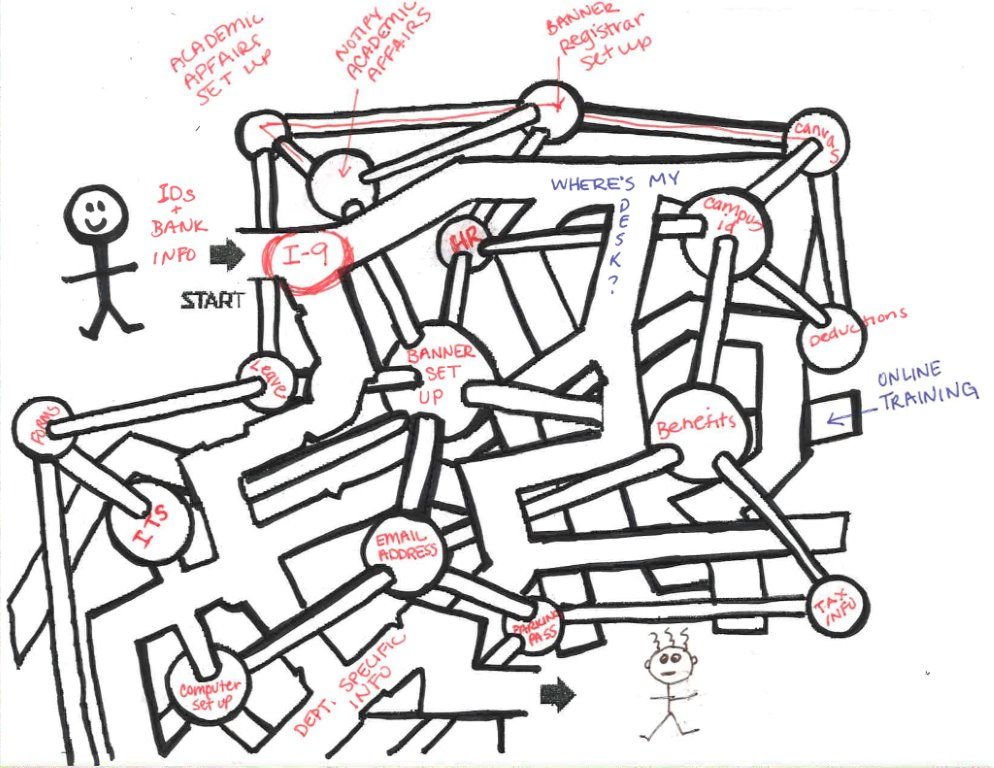 ACADEMIC
AFFAIRS
SET UP
NOTIFY
ACADEMIC
AFFAIRS
BANNER
Registrar
set up
canva
s
IDs
+
BANK
INFO
START
I-9
HR
WHERE'S MY
DESK?
Campus
id
Deductions
ONLINE
TRAINING
Leave
BANNER
SET
UP
FORMS
Benefits
ITS
EMAIL
ADDRESS
TAX
INFO
PARKING
PASS
Computer
set up
DEPT. SPECIFIC
INFO